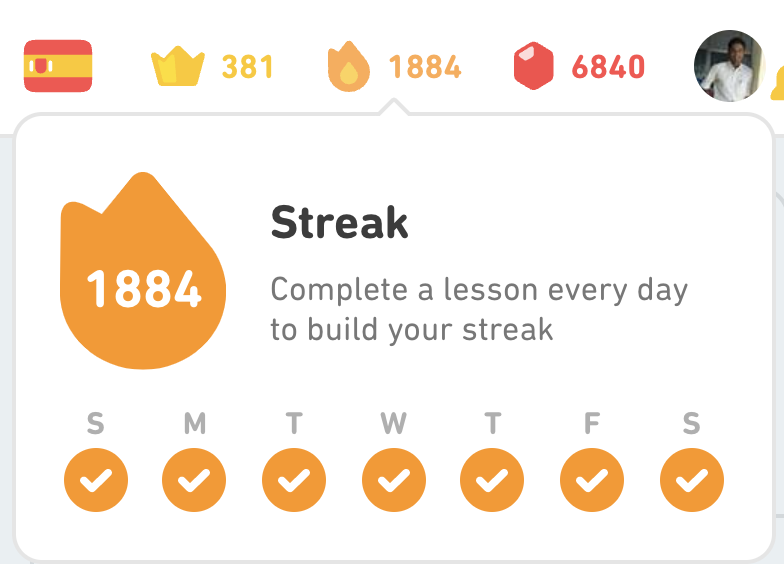 381 1884 6840
1884
Streak
Complete a lesson every day
to build your streak
S M T W T F S